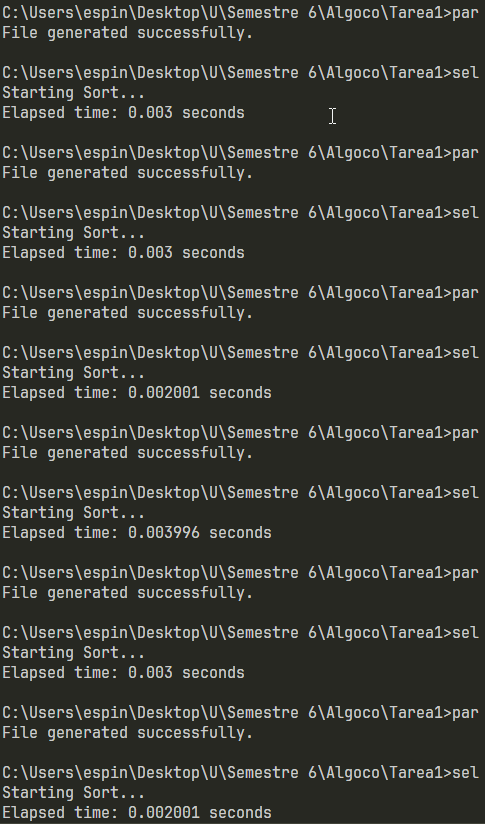 C:\Users\espin\Desktop\U\Semestre 6\Algoco\Tarea1>par
File generated successfully.
C:\Users\espin\Desktop\U\Semestre 6\Algoco\Tarea1>sel
Starting Sort...
Elapsed time: 0.003 seconds
C:\Users\espin\Desktop\U\Semestre 6\Algoco\Tarea1>par
File generated successfully.
C:\Users\espin\Desktop\U\Semestre 6\Algoco\Tarea1>sel
Starting Sort...
Elapsed time: 0.003 seconds
C:\Users\espin\Desktop\U\Semestre 6\Algoco\Tarea1>par
File generated successfully.
C:\Users\espin\Desktop\U\Semestre 6\Algoco\Tarea1>sel
Starting Sort...
Elapsed time: 0.002001 seconds
C:\Users\espin\Desktop\U\Semestre 6\Algoco\Tarea1>par
File generated successfully.
C:\Users\espin\Desktop\U\Semestre 6\Algoco\Tarea1>sel
Starting Sort...
Elapsed time: 0.003996 seconds
C:\Users\espin\Desktop\U\Semestre 6\Algoco\Tarea1>par
File generated successfully.
C:\Users\espin\Desktop\U\Semestre 6\Algoco\Tarea1>sel
Starting Sort...
Elapsed time: 0.003 seconds
C:\Users\espin\Desktop\U\Semestre 6\Algoco\Tarea1>par
File generated successfully.
C:\Users\espin\Desktop\U\Semestre 6\Algoco\Tarea1>sel
Starting Sort...
Elapsed time: 0.002001 seconds